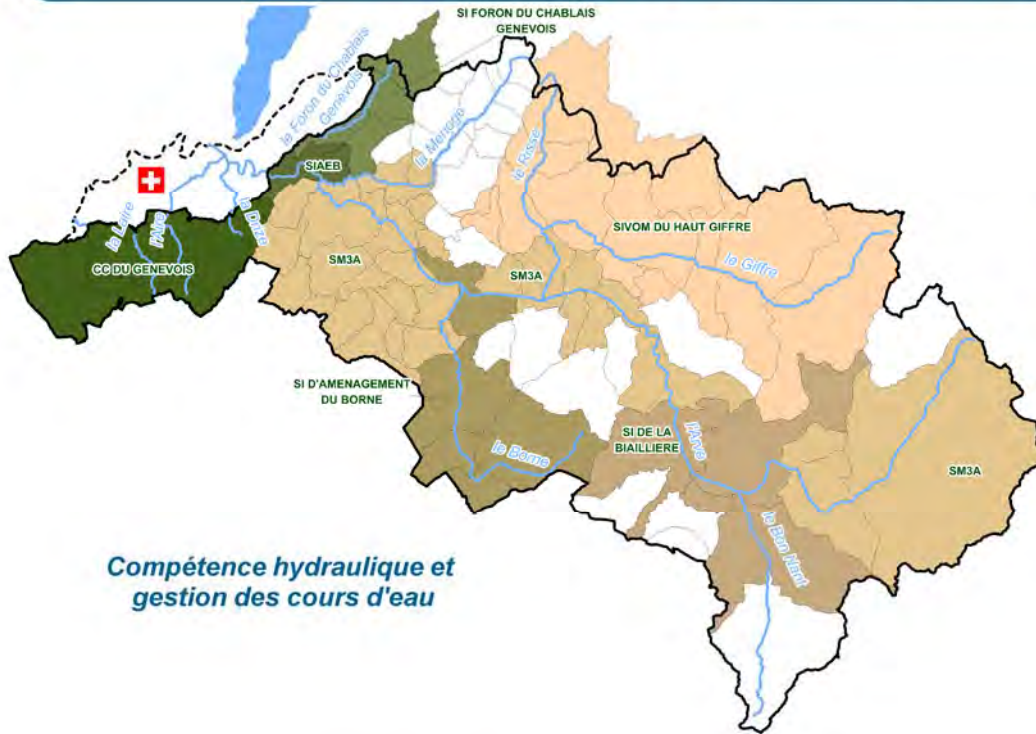 SI FORON DU CHABLAIS
GENEVOIS
le Foron du Chablais
Genevois
la Menoge
le Risse
SIAEB
la Laire
l'Aire
la Drize
CC DU GENEVOIS
SIVOM DU HAUT GIFFRE
le Giffre
SM3A
SM3A
SI D'AMENAGEMENT
DU BORNE
le Borne
SI DE LA
BIAILLIERE
l'Arve
SM3A
le Bon Nant
Compétence hydraulique et
gestion des cours d'eau